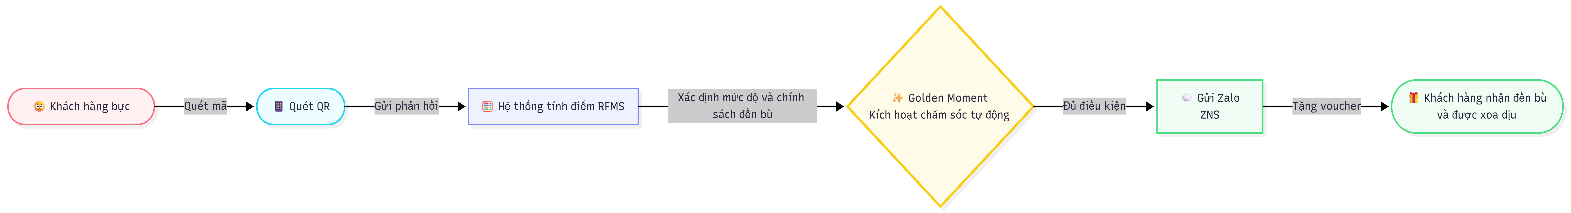 😡 Khách hàng bực
Quét mã
📱 Quét QR
Gửi phản hồi
🧮 Hệ thống tính điểm RFMS
Xác định mức độ và chính
sách đền bù
✨ Golden Moment
Kích hoạt chăm sóc tự động
Đủ điều kiện
💬 Gửi Zalo
ZNS
Tặng voucher
🎁 Khách hàng nhận đền bù
và được xoa dịu